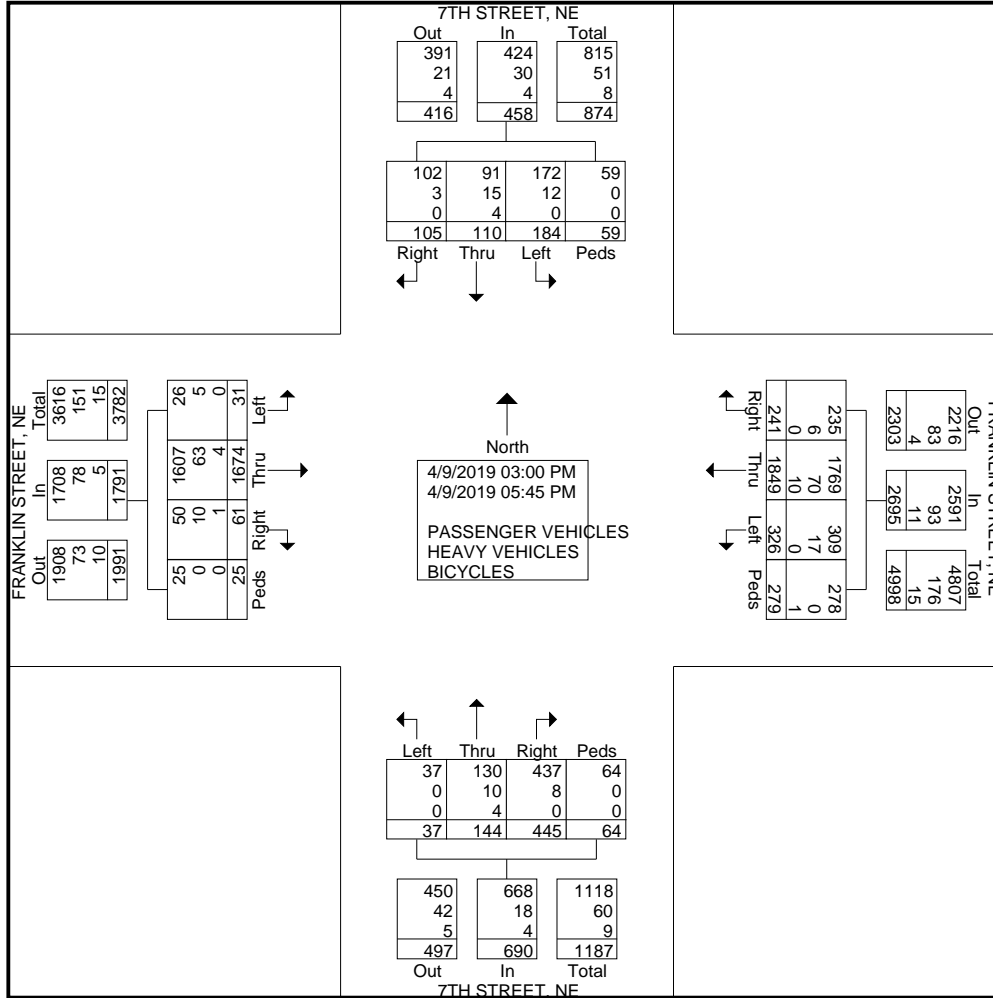 7TH STREET, NE
Out In Total
391 424 815
21 30 51
4 4 8
416 458 874
102 91 172 59
3 15 12 0
0 4 0 0
105 110 184 59
Right Thru Left Peds
FRANKLIN STREET, NE
Total In Out
3616 1708 1908
151 78 73
15 5 10
3782 1791 1991
26 5 0 31
Left
1607 63 4 1674
Thru
50 10 1 61
Right
25 0 0 25
Peds
North
4/9/2019 03:00 PM
4/9/2019 05:45 PM
PASSENGER VEHICLES
HEAVY VEHICLES
BICYCLES
Right Thru Left Peds
235 1769 309 278
6 70 17 0
0 10 0 1
241 1849 326 279
FRANKLIN STREET, NE
Out In Total
2216 2591 4807
83 93 176
4 11 15
2303 2695 4998
Left Thru Right Peds
37 130 437 64
0 10 8 0
0 4 0 0
37 144 445 64
450 668 1118
42 18 60
5 4 9
497 690 1187
Out In Total
7TH STREET, NE